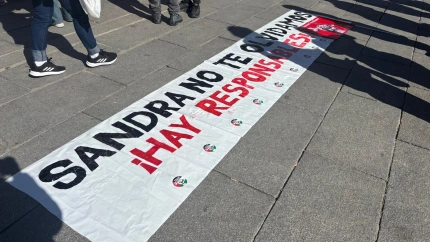 SANDRA NO TE OLVIDAMOS
¡HAY RESPONSABLES!